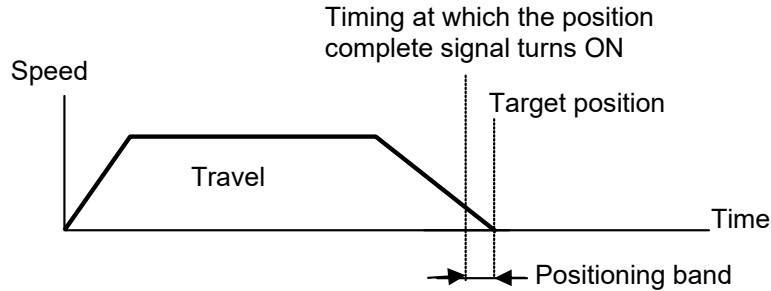 Timing at which the position
complete signal turns ON
Speed
Target position
Travel
Time
Positioning band